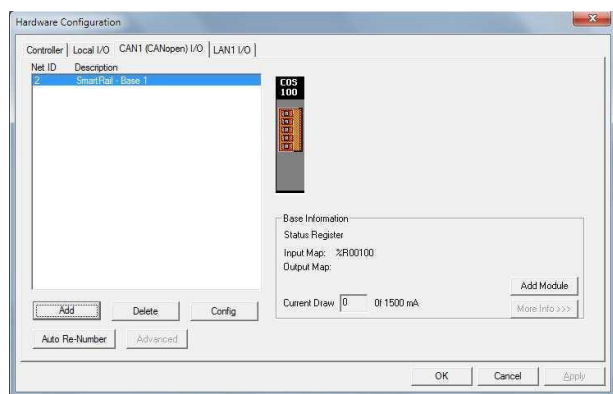 Hardware Configuration
Controller
Local I/O
CAN1 (CANopen) I/O
LAN1 I/O
Net ID Description
2 SmartRail - Base 1
COS
100
Base Information
Status Register
Input Map: %R00100
Output Map:
Add Module
Current Draw 0 Of 1500 mA
More Info >>>
Add
Delete
Config
Auto Re-Number
Advanced
OK
Cancel
Apply